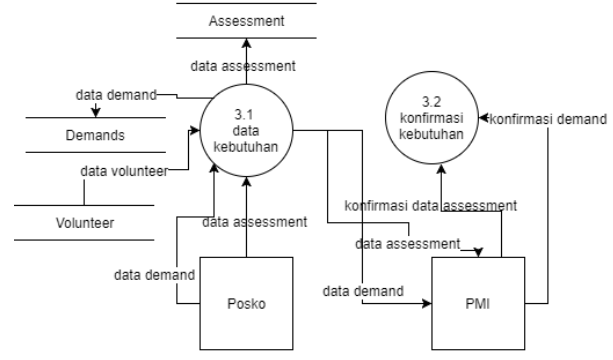 Assessment
data assessment
data demand
3.1
data
kebutuhan
3.2
konfirmasi
kebutuhan
konfirmasi demand
Demands
data volunteer
Volunteer
data assessment
konfirmasi data assessment
data assessment
data demand
data demand
Posko
PMI